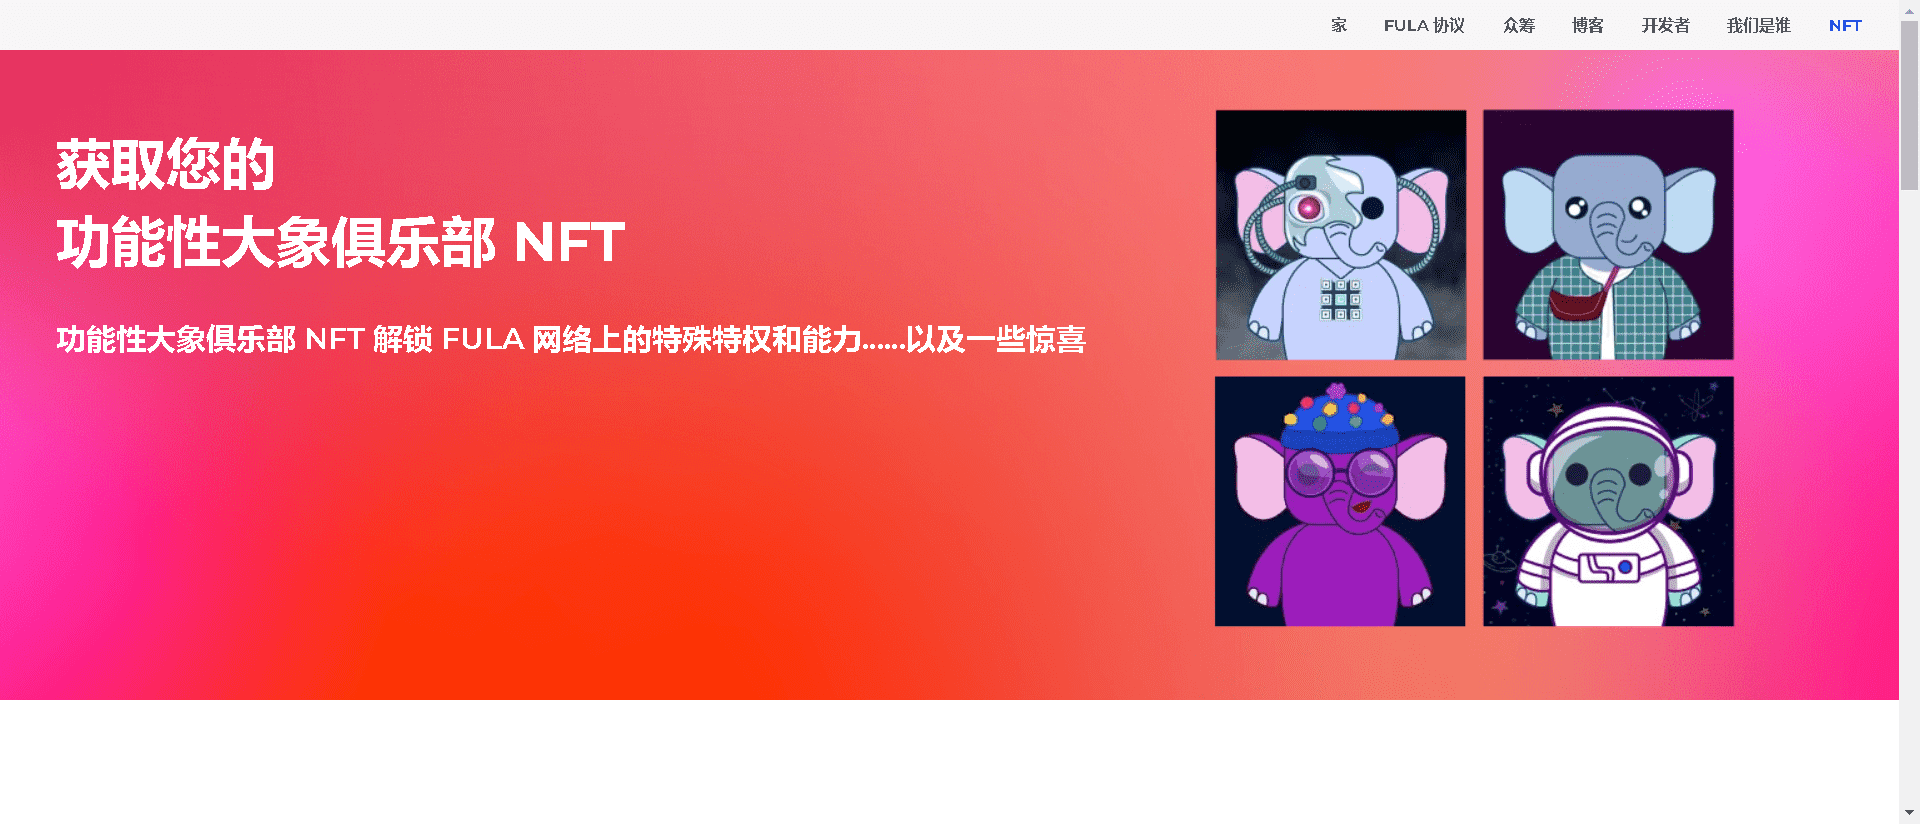 家 FULA 协议 众筹 博客 开发者 我们是谁 NFT
获取您的
功能性大象俱乐部 NFT
功能性大象俱乐部 NFT 解锁 FULA 网络上的特殊特权和能力......以及一些惊喜